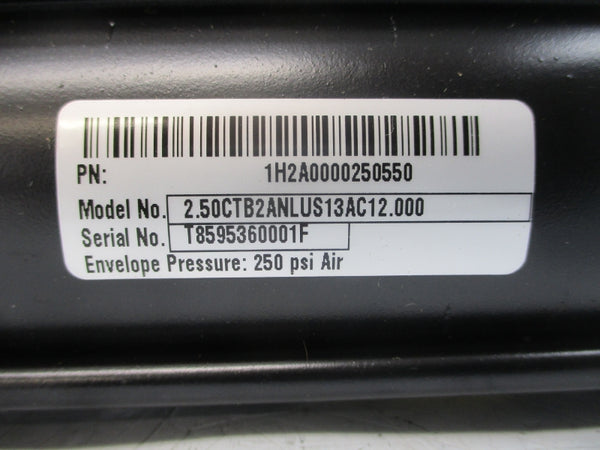 PN: 1H2A0000250550
Model No. 2.50CTB2ANLUS13AC12.000
Serial No. T8595360001F
Envelope Pressure: 250 psi Air